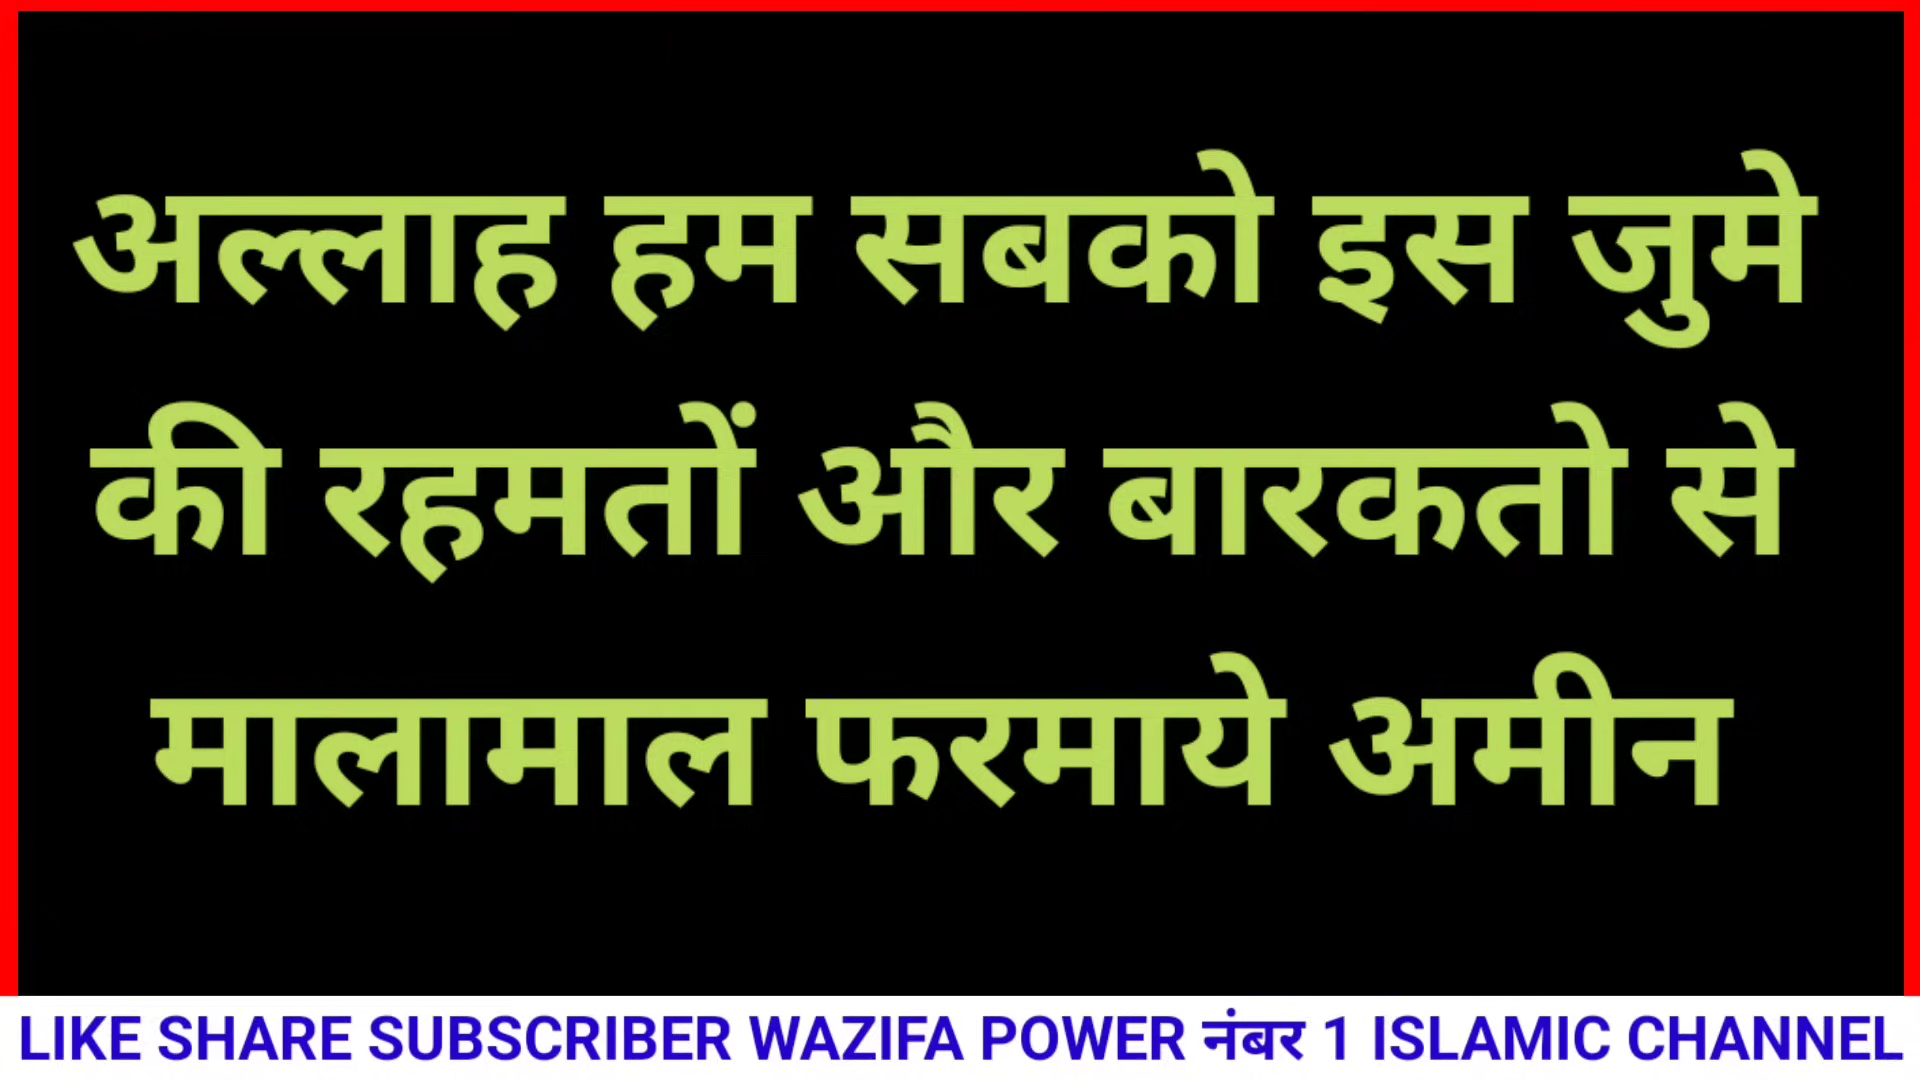 अल्लाह हम सबको इस जुमे
की रहमतों और बारकतो से
मालामाल फरमाये अमीन
LIKE SHARE SUBSCRIBER WAZIFA POWER नंबर 1 ISLAMIC CHANNEL